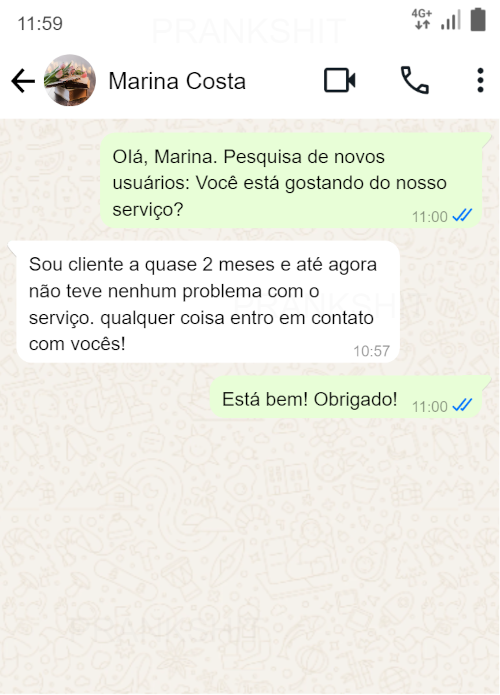 11:59
PRANKSHIT
4G+
Marina Costa
Olá, Marina. Pesquisa de novos
usuários: Você está gostando do nosso
serviço?
11:00
Sou cliente a quase 2 meses e até agora
não teve nenhum problema com o
serviço. qualquer coisa entro em contato
com vocês!
10:57
PRANKSHIT
Está bem! Obrigado!
11:00